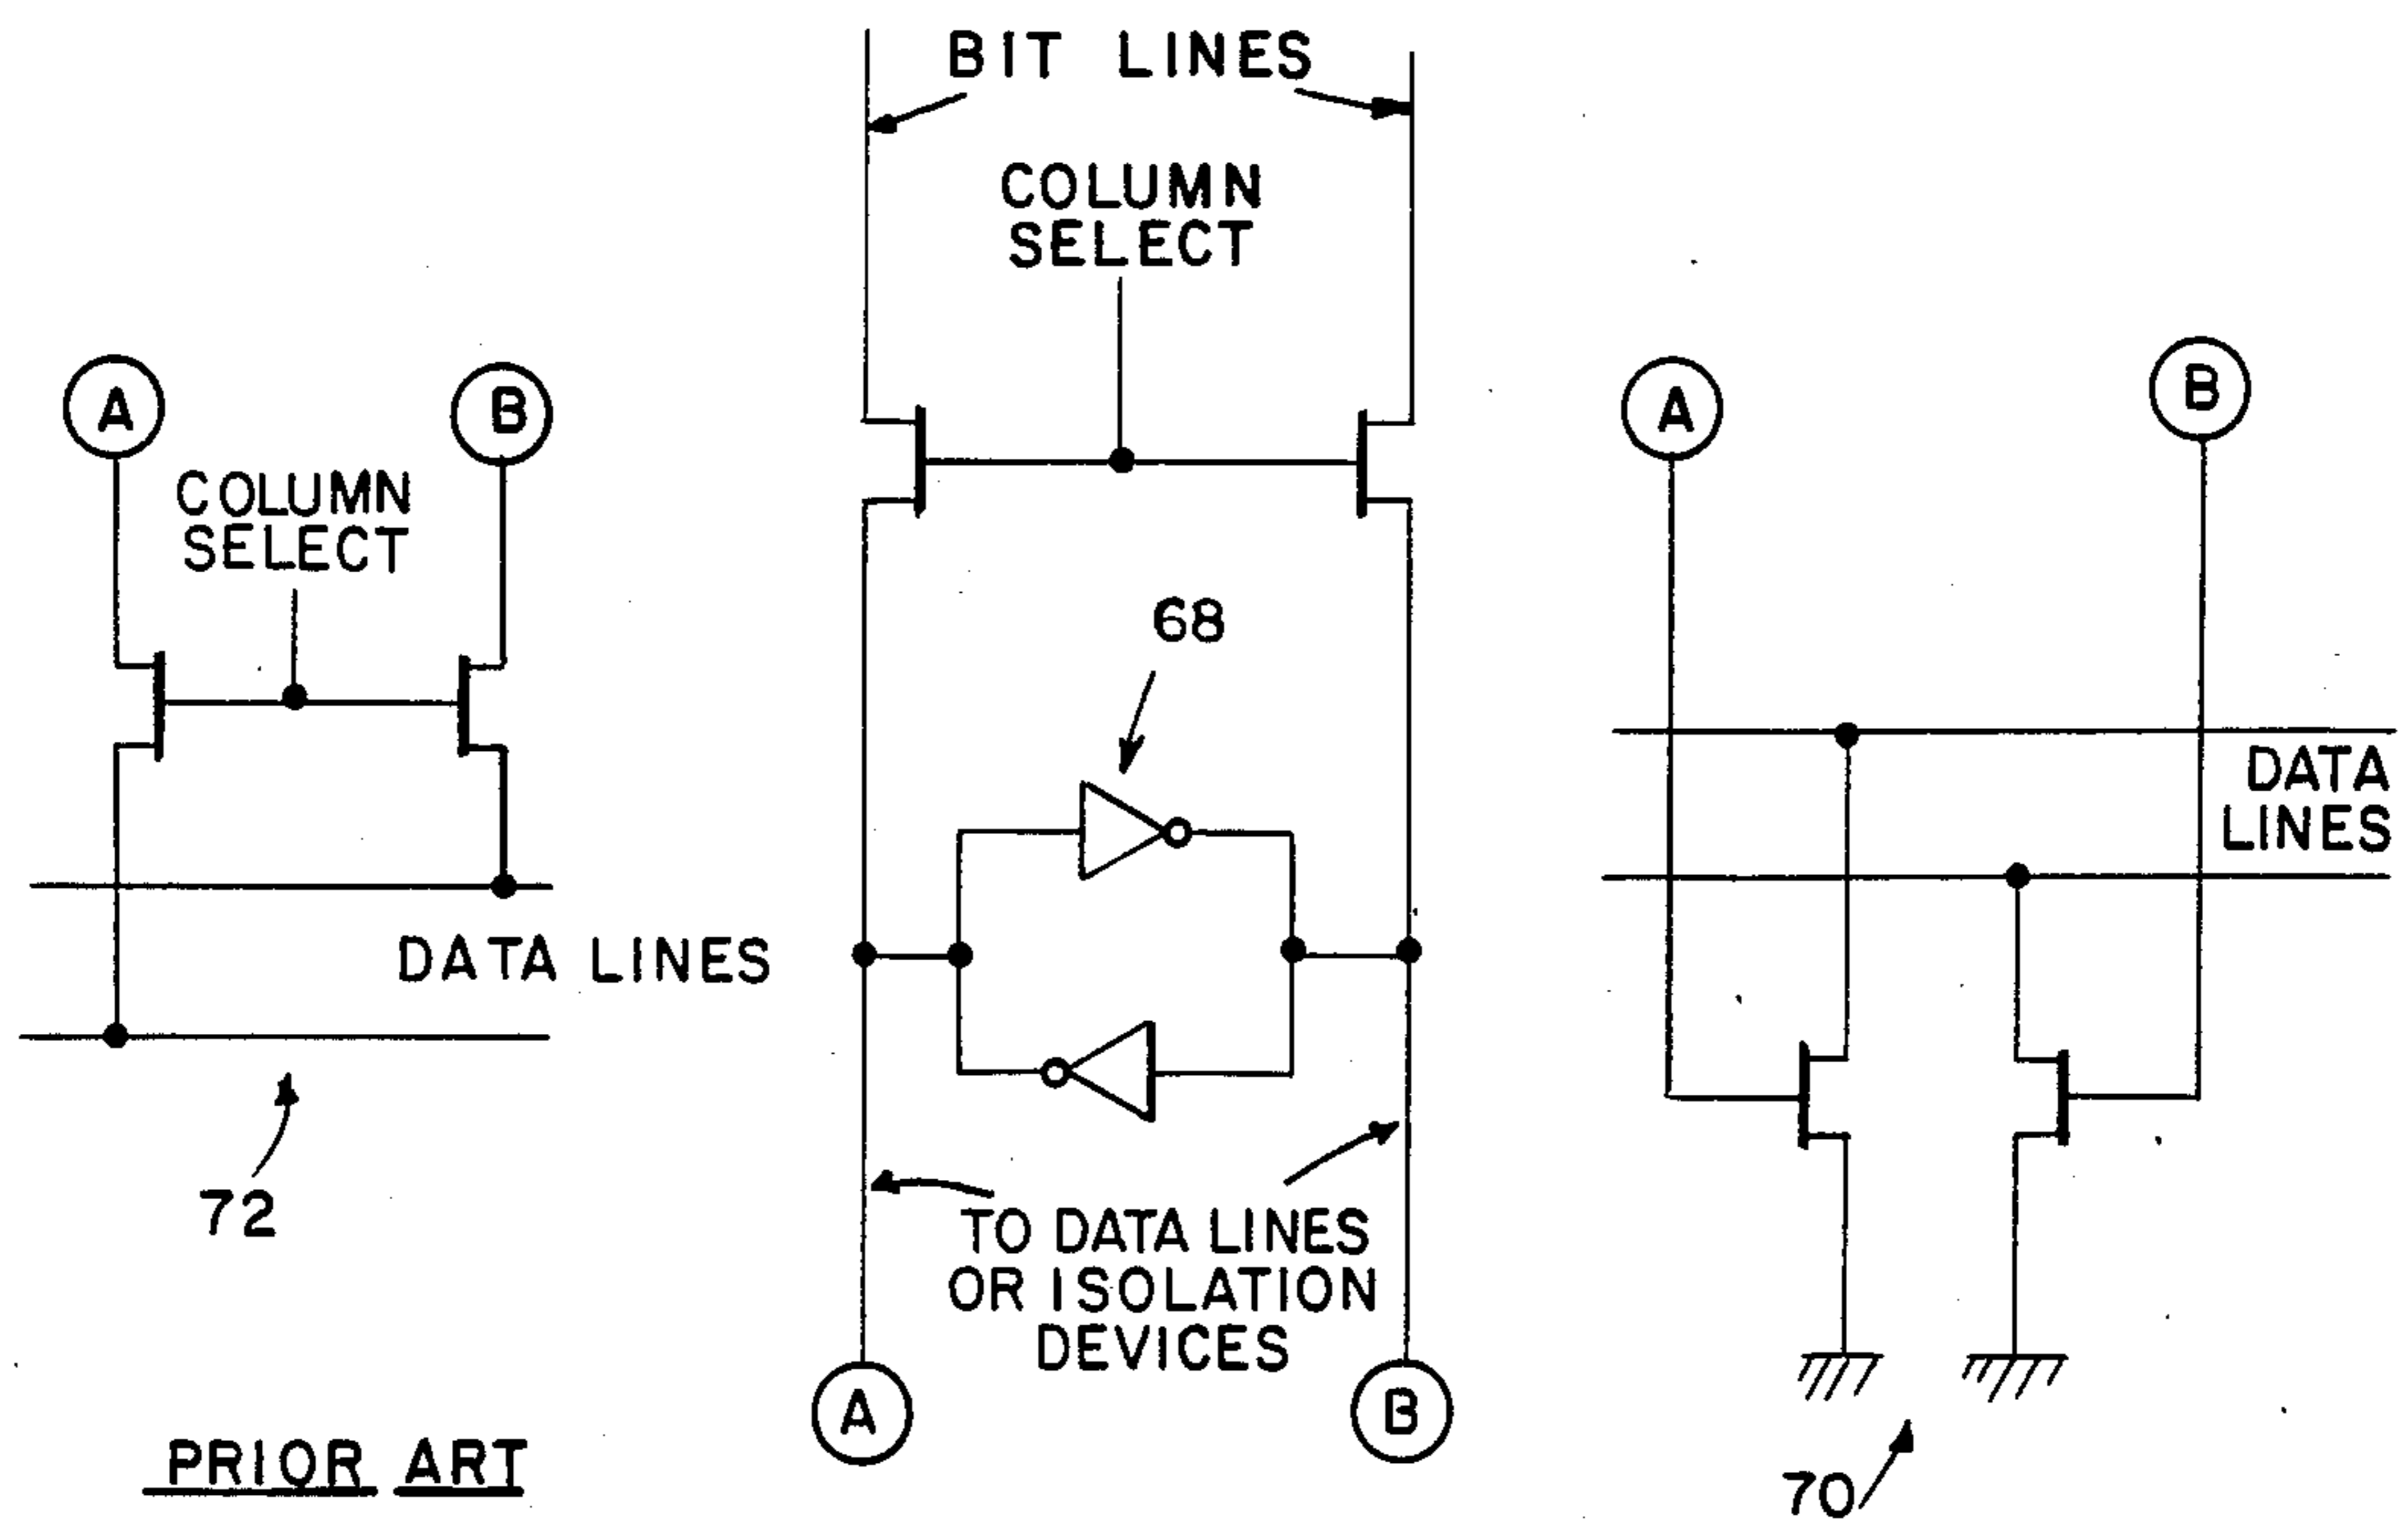 BIT LINES
COLUMN
SELECT
A
B
COLUMN
SELECT
DATA LINES
72
PRIOR ART
68
TO DATA LINES
OR ISOLATION
DEVICES
A
B
A
B
DATA
LINES
70